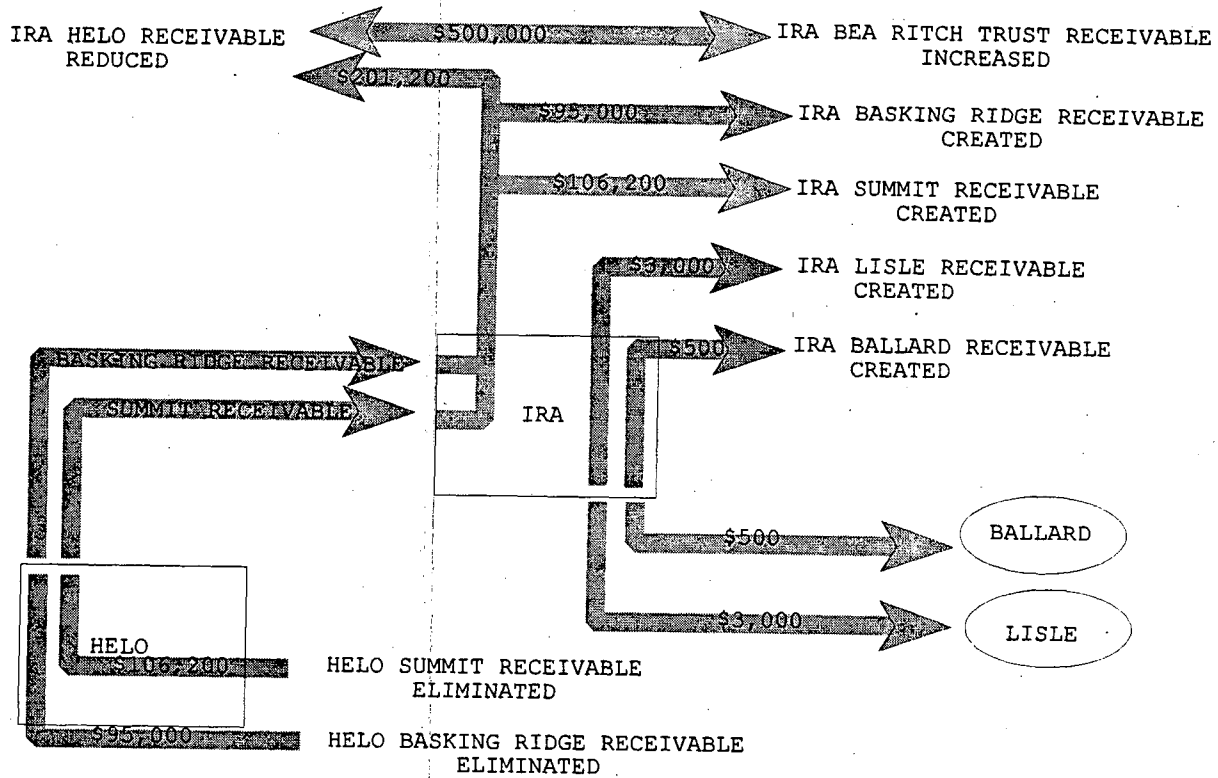 IRA HELO RECEIVABLE
REDUCED
$500,000
IRA BEA RITCH TRUST RECEIVABLE
INCREASED
$201,200
$95,000
IRA BASKING RIDGE RECEIVABLE
CREATED
$106,200
IRA SUMMIT RECEIVABLE
CREATED
$3,000
IRA LISLE RECEIVABLE
CREATED
BASKING RIDGE RECEIVABLE
$500
IRA BALLARD RECEIVABLE
CREATED
SUMMIT RECEIVABLE
IRA
$500
BALLARD
$3,000
LISLE
HELO
$106,200
HELO SUMMIT RECEIVABLE
ELIMINATED
$95,000
HELO BASKING RIDGE RECEIVABLE
ELIMINATED